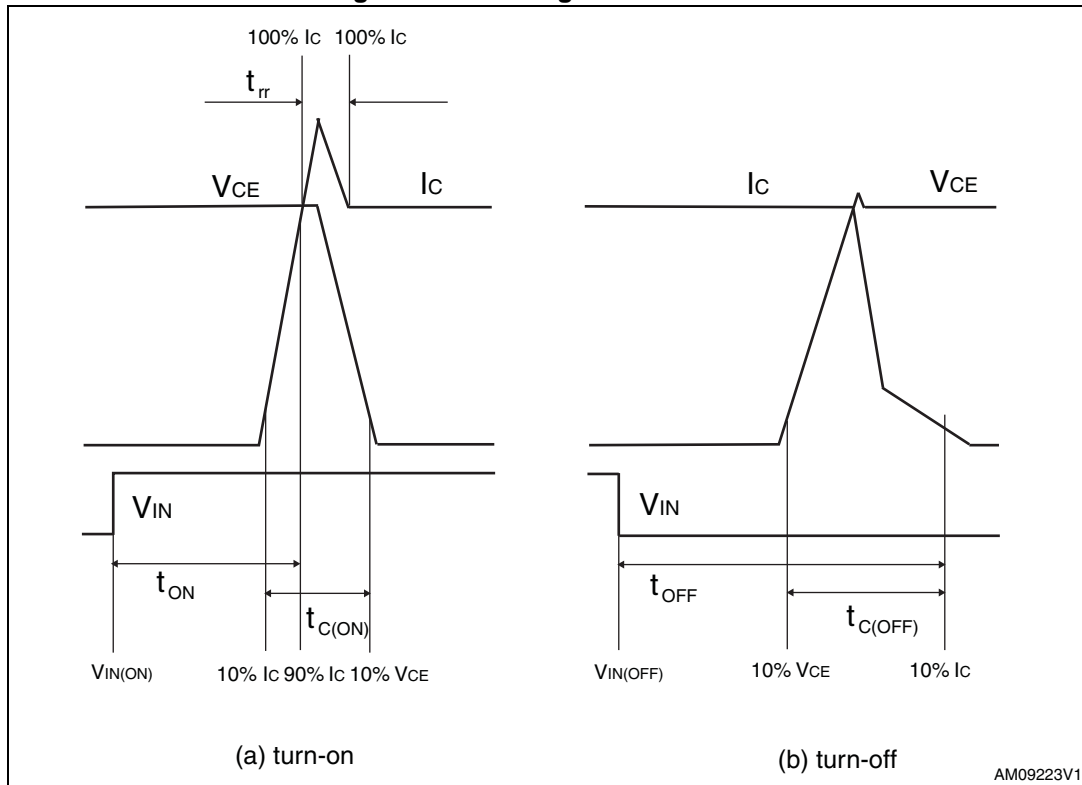 100% IC 100% IC
trr
VCE IC
IC VCE
VIN
VIN
tON
tC(ON)
tOFF
tC(OFF)
VIN(ON) 10% IC 90% IC 10% VCE
VIN(OFF) 10% VCE 10% IC
(a) turn-on
(b) turn-off
AM09223V1